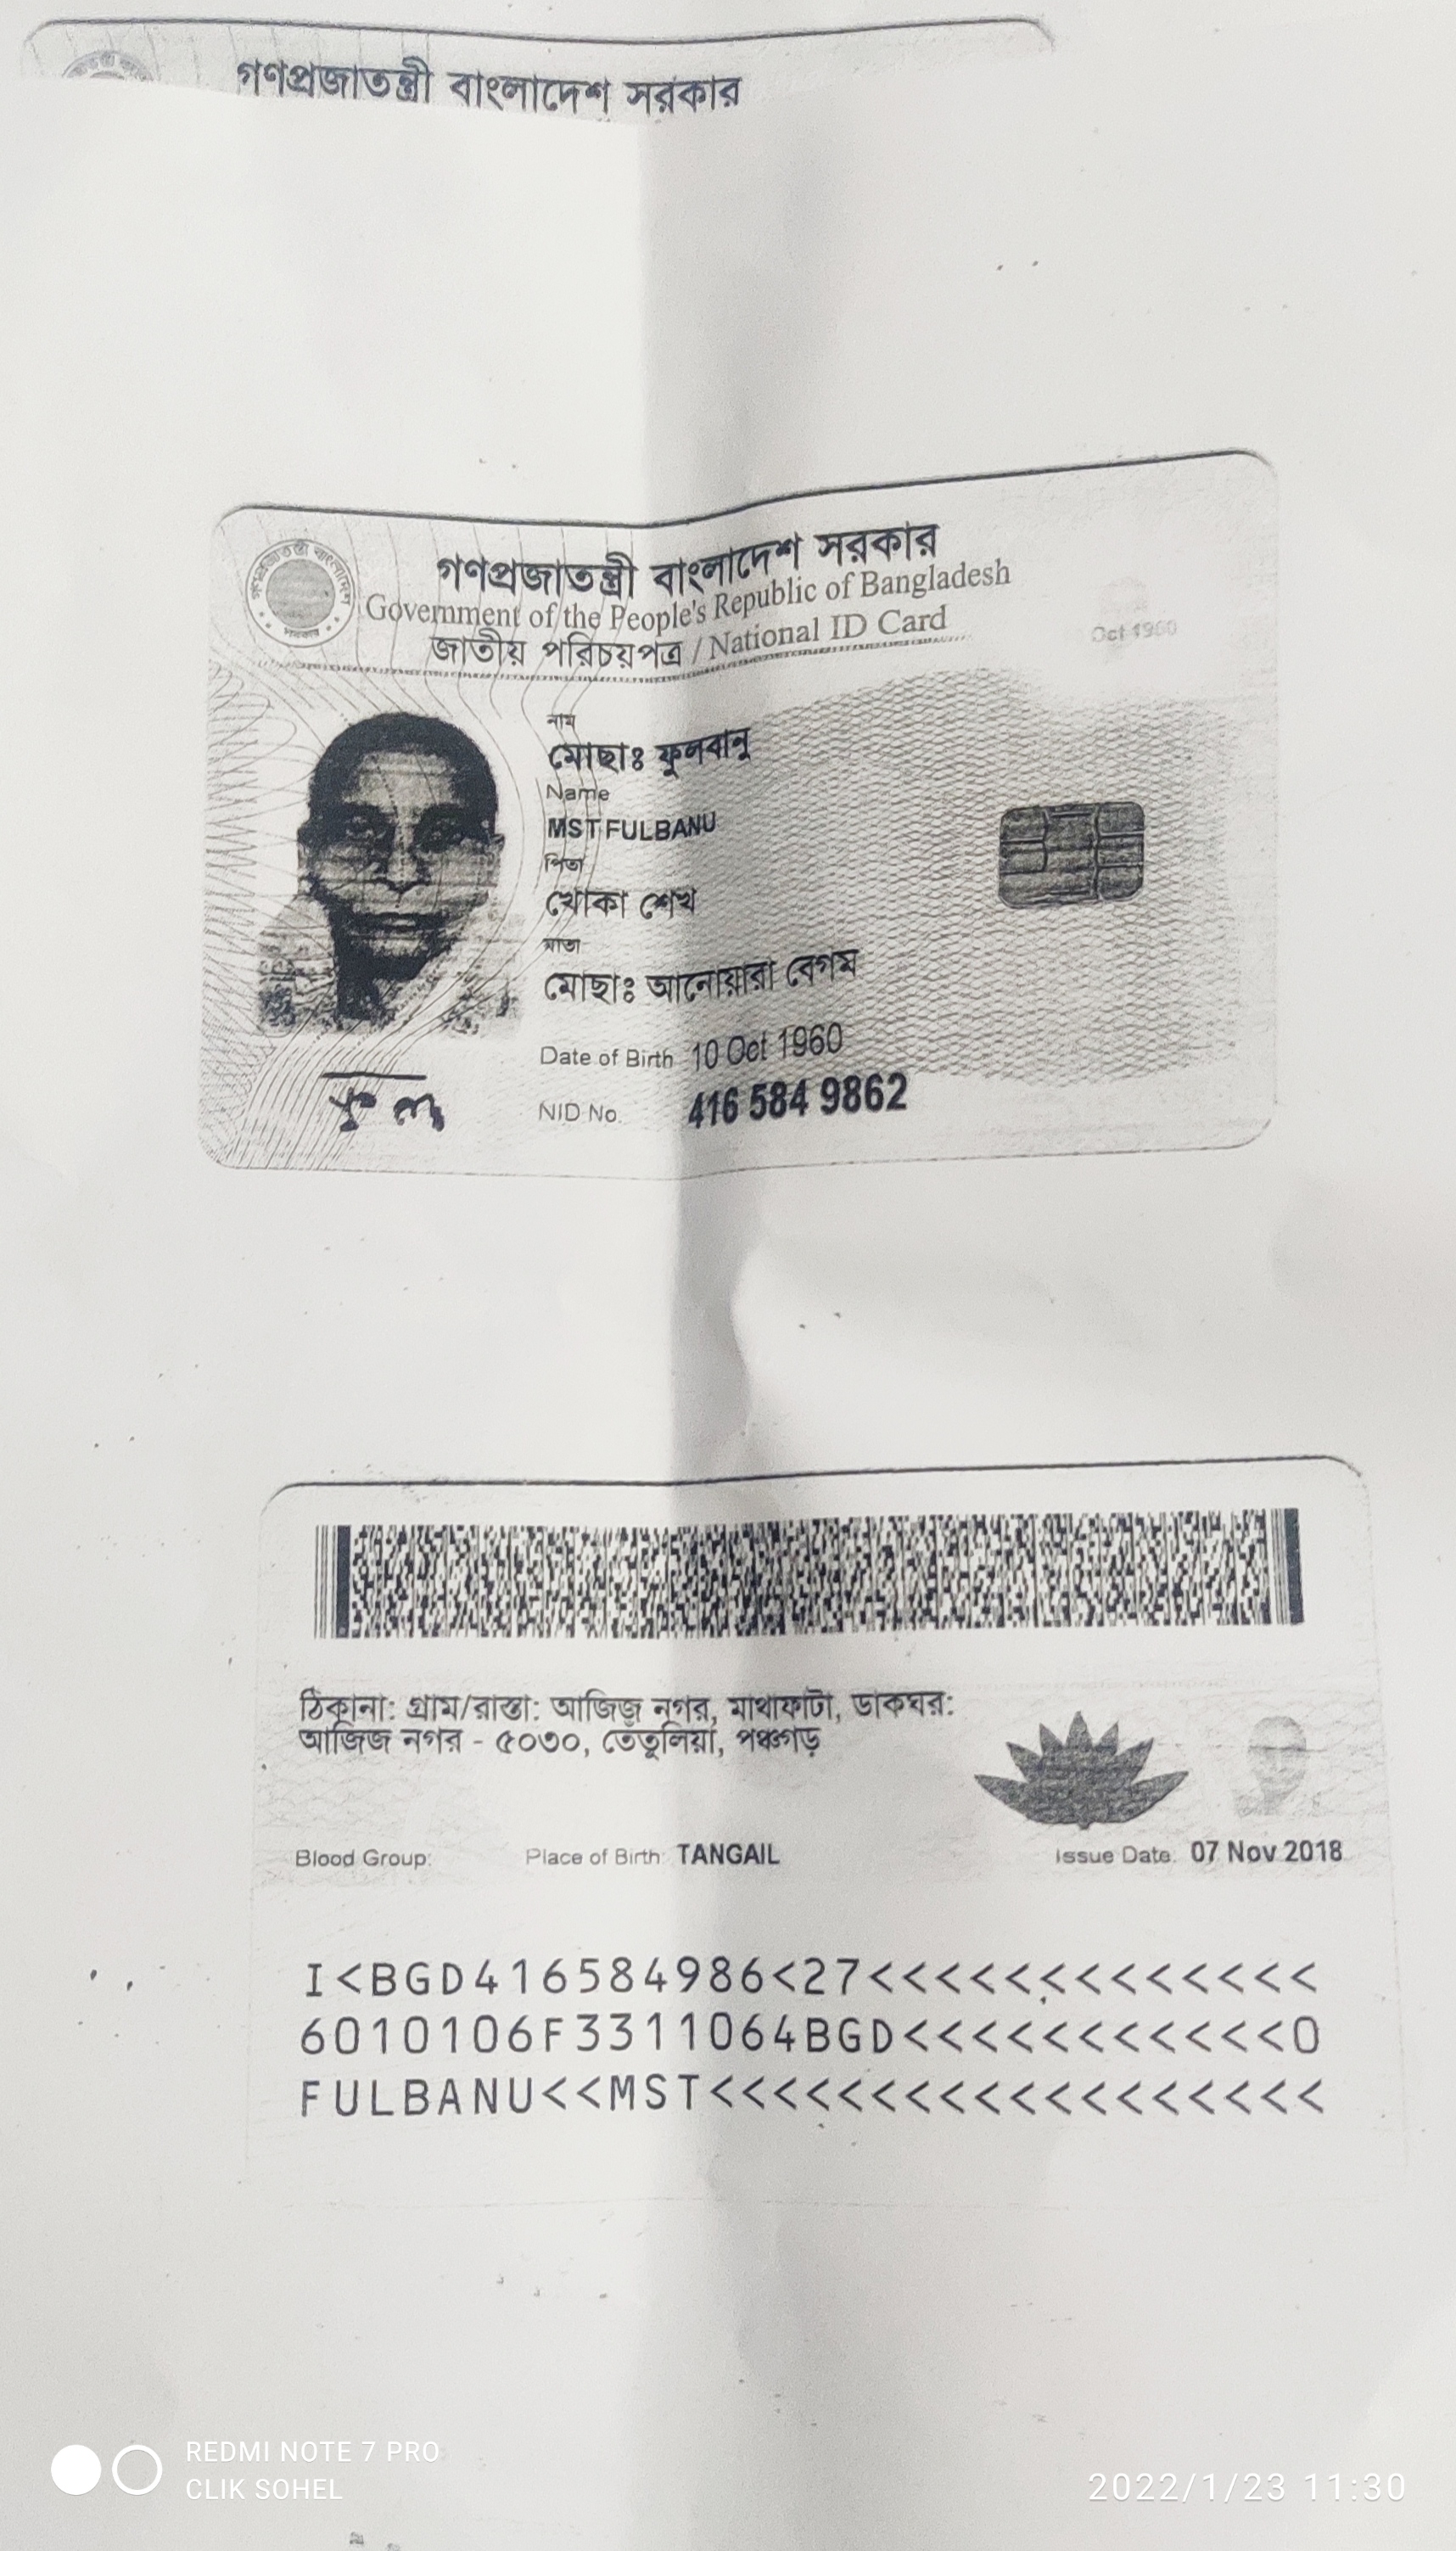 গণপ্রজাতন্ত্রী বাংলাদেশ সরকার
গণপ্রজাতন্ত্রী বাংলাদেশ সরকার
Government of the People's Republic of Bangladesh
জাতীয় পরিচয়পত্র / National ID Card
Oct 1960
নাম
মোছাঃ ফুলবানু
Name
MST FULBANU
পিতা
খোকা শেখ
মাতা
মোছাঃ আনোয়ারা বেগম
Date of Birth 10 Oct 1960
NID No. 416 584 9862
ঠিকানা: গ্রাম/রাস্তা: আজিজ নগর, মাথাফাটা, ডাকঘর:
আজিজ নগর - ৫০৩০, তেঁতুলিয়া, পঞ্চগড়
Blood Group: Place of Birth: TANGAIL Issue Date: 07 Nov 2018
I<BGD416584986<27<<<<<<<<<<<<<
6010106F3311064BGD<<<<<<<<<<<0
FULBANU<<MST<<<<<<<<<<<<<<<<<<
REDMI NOTE 7 PRO
CLIK SOHEL
2022/1/23 11:30